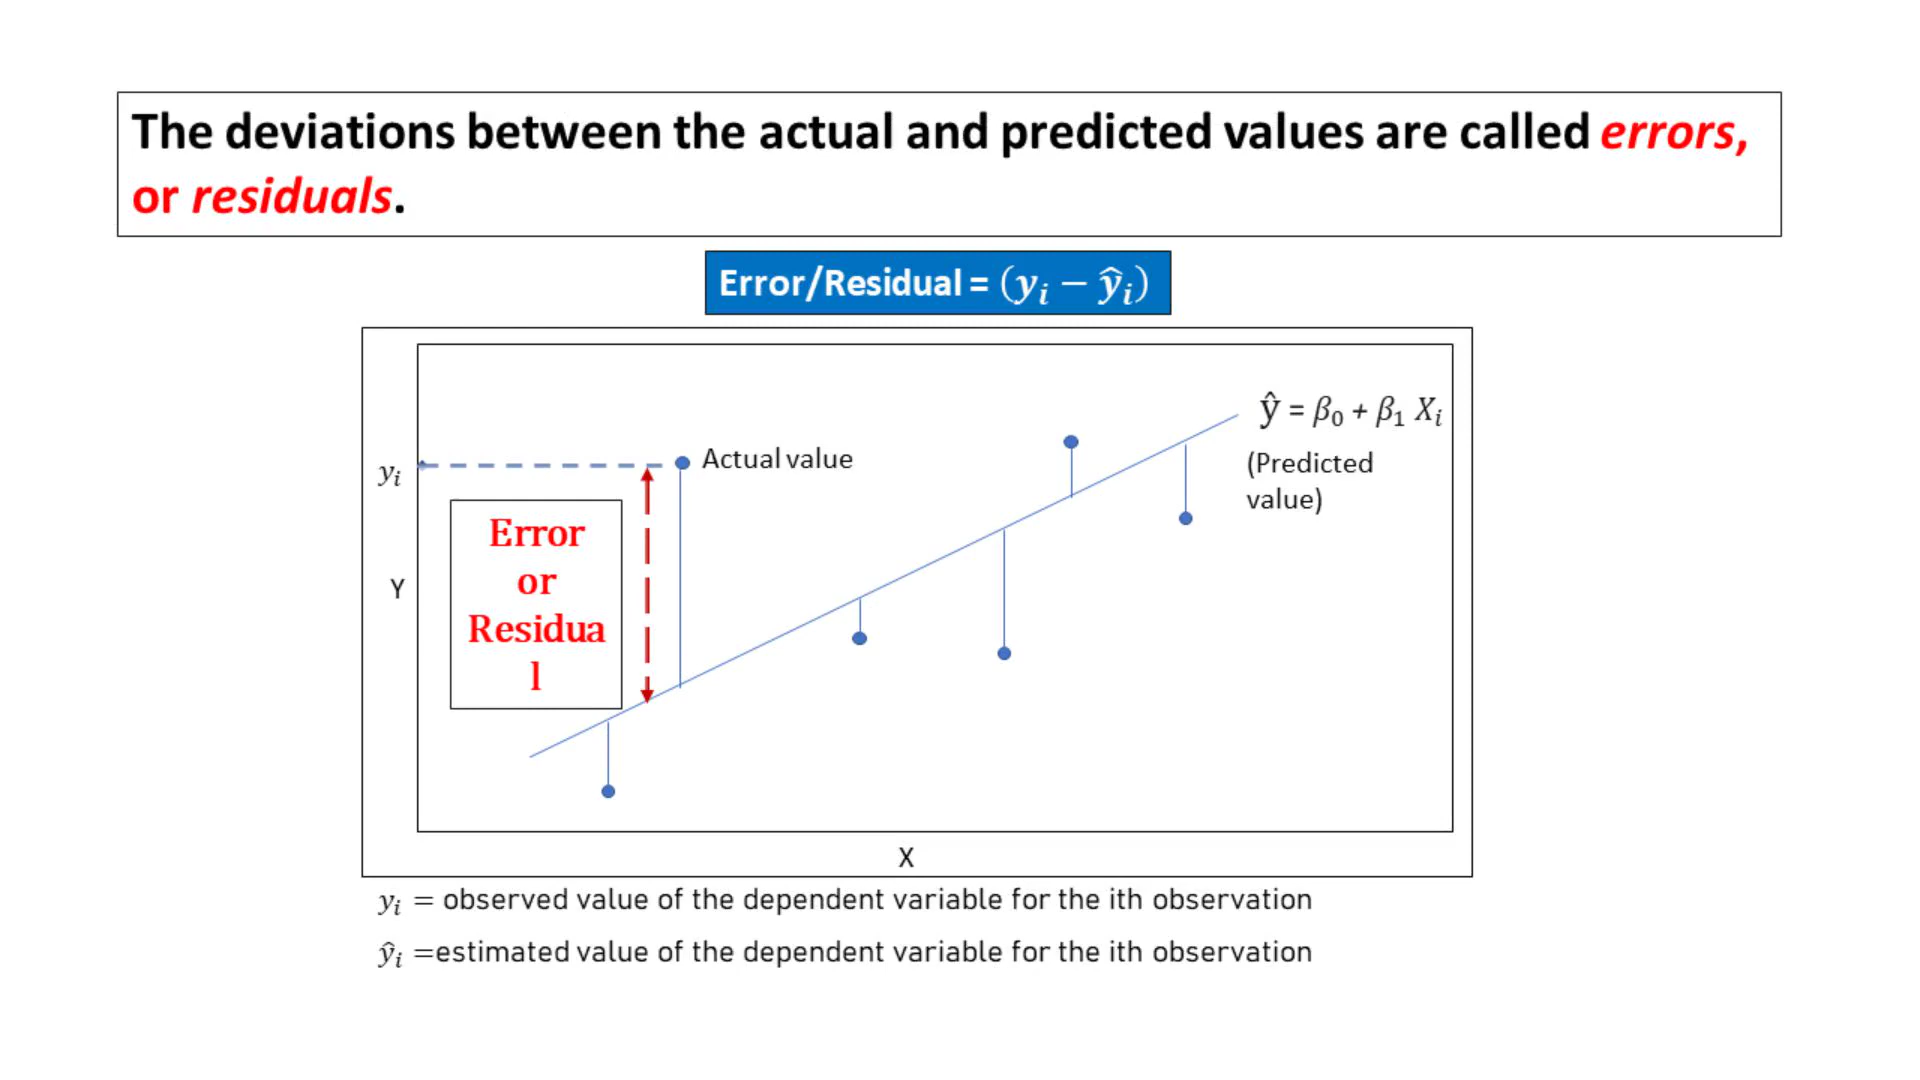 The deviations between the actual and predicted values are called errors,
or residuals.
Error/Residual = (yᵢ − ŷᵢ)
ŷ = β₀ + β₁ Xᵢ
(Predicted
value)
Actual value
yᵢ
Error
or
Residua
l
Y
X
yᵢ = observed value of the dependent variable for the ith observation
ŷᵢ =estimated value of the dependent variable for the ith observation